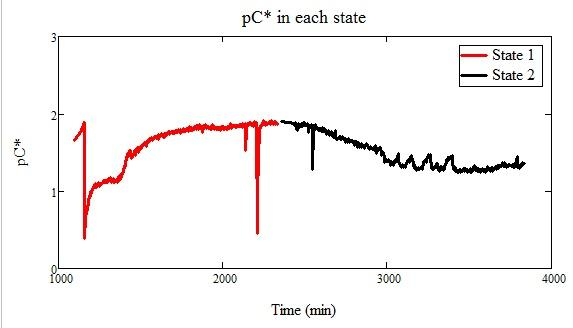 pC* in each state
3
State 1
State 2
2
pC*
1
0
1000 2000 3000 4000
Time (min)